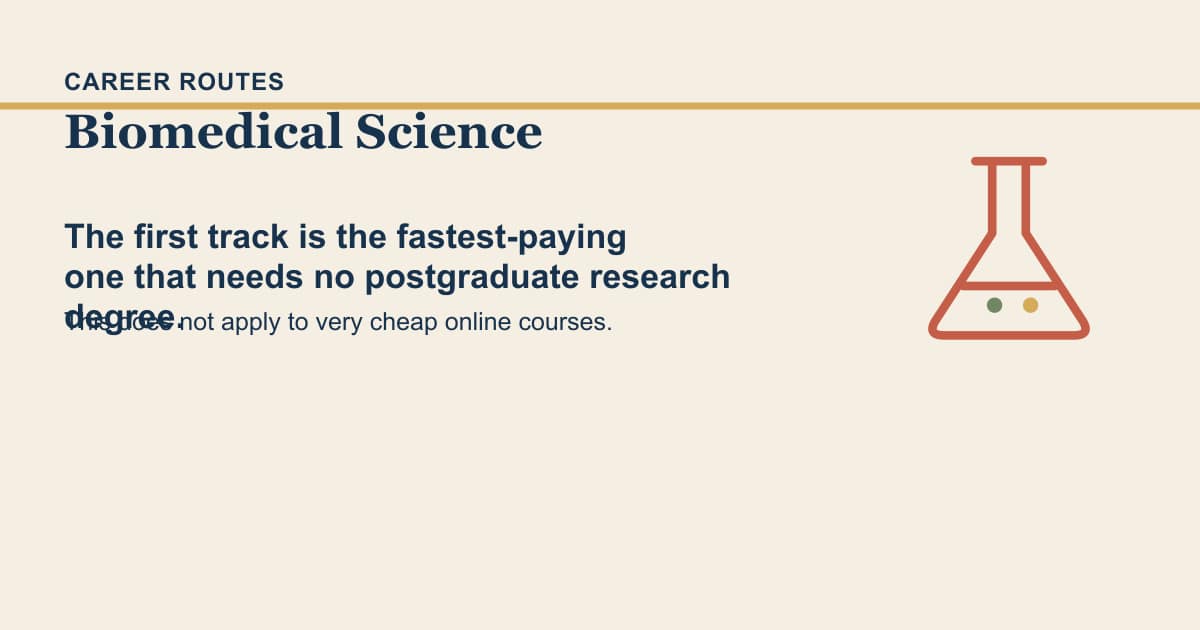 CAREER ROUTES
Biomedical Science
The first track is the fastest-paying
one that needs no postgraduate research
degree.
This does not apply to very cheap online courses.